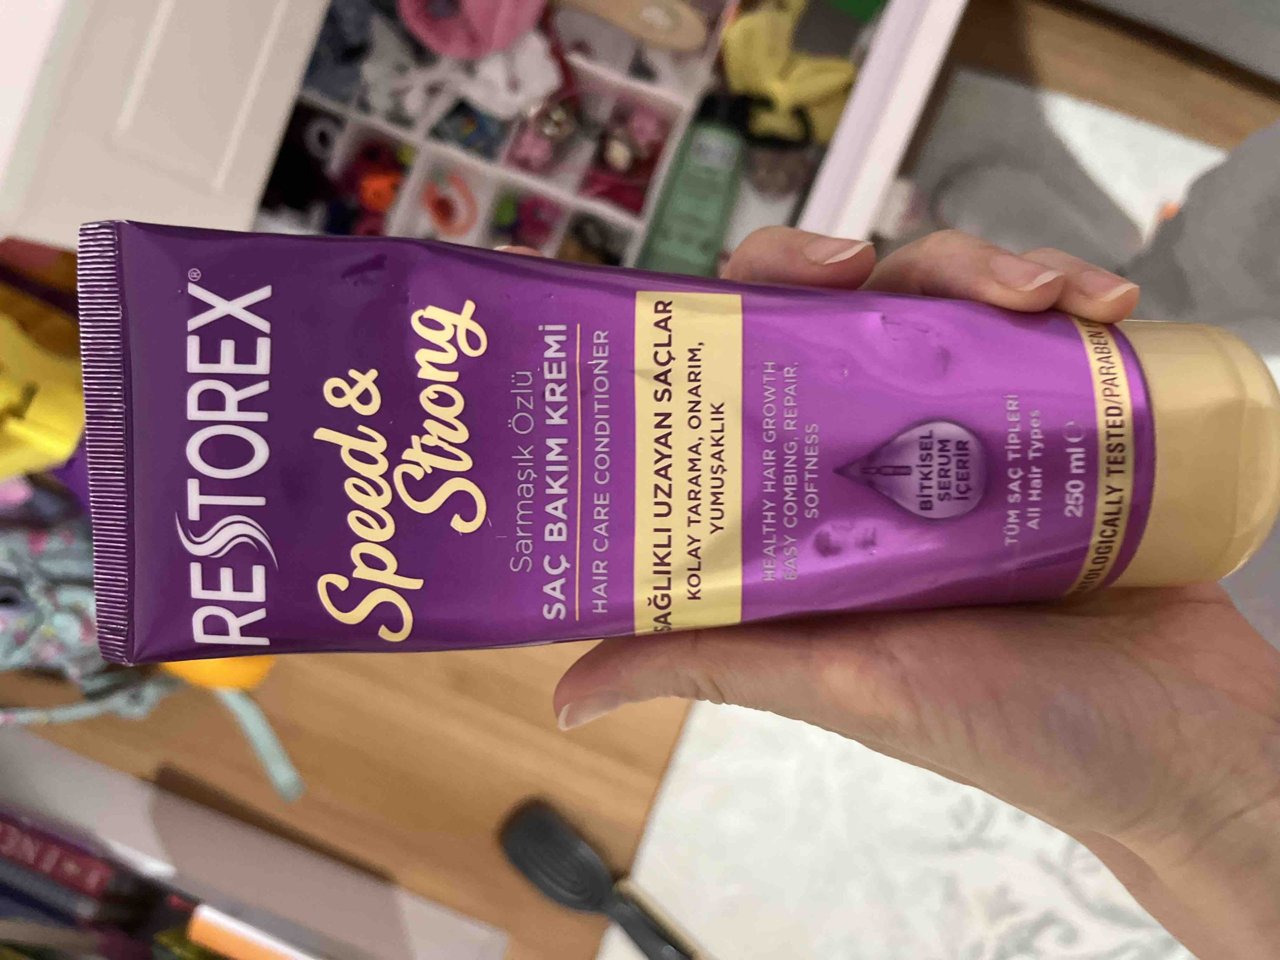 RESTOREX®
Speed &
Strong
Sarmaşık Özlü
SAÇ BAKIM KREMİ
HAIR CARE CONDITIONER
SAĞLIKLI UZAYAN SAÇLAR
KOLAY TARAMA, ONARIM,
YUMUŞAKLIK
HEALTHY HAIR GROWTH
EASY COMBING, REPAIR,
SOFTNESS
BİTKİSEL
SERUM
İÇERİR
TÜM SAÇ TİPLERİ
All Hair Types
250 ml ℮
TESTED/PARABEN